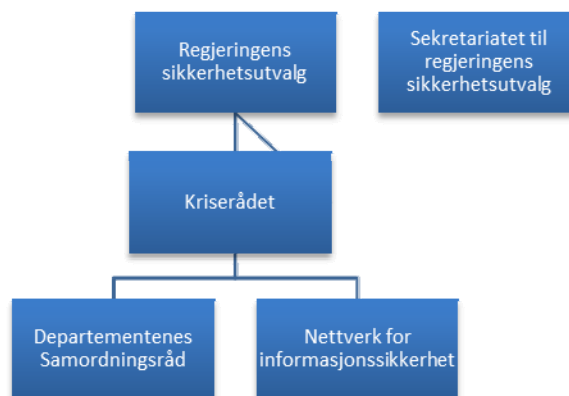 Regjeringens
sikkerhetsutvalg
Sekretariatet til
regjeringens
sikkerhetsutvalg
Kriserådet
Departementenes
Samordningsråd
Nettverk for
informasjonssikkerhet